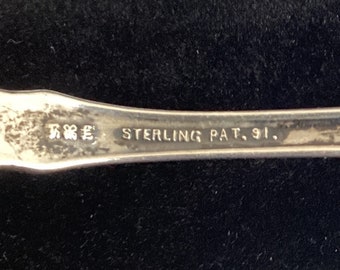 STERLING PAT. 91.